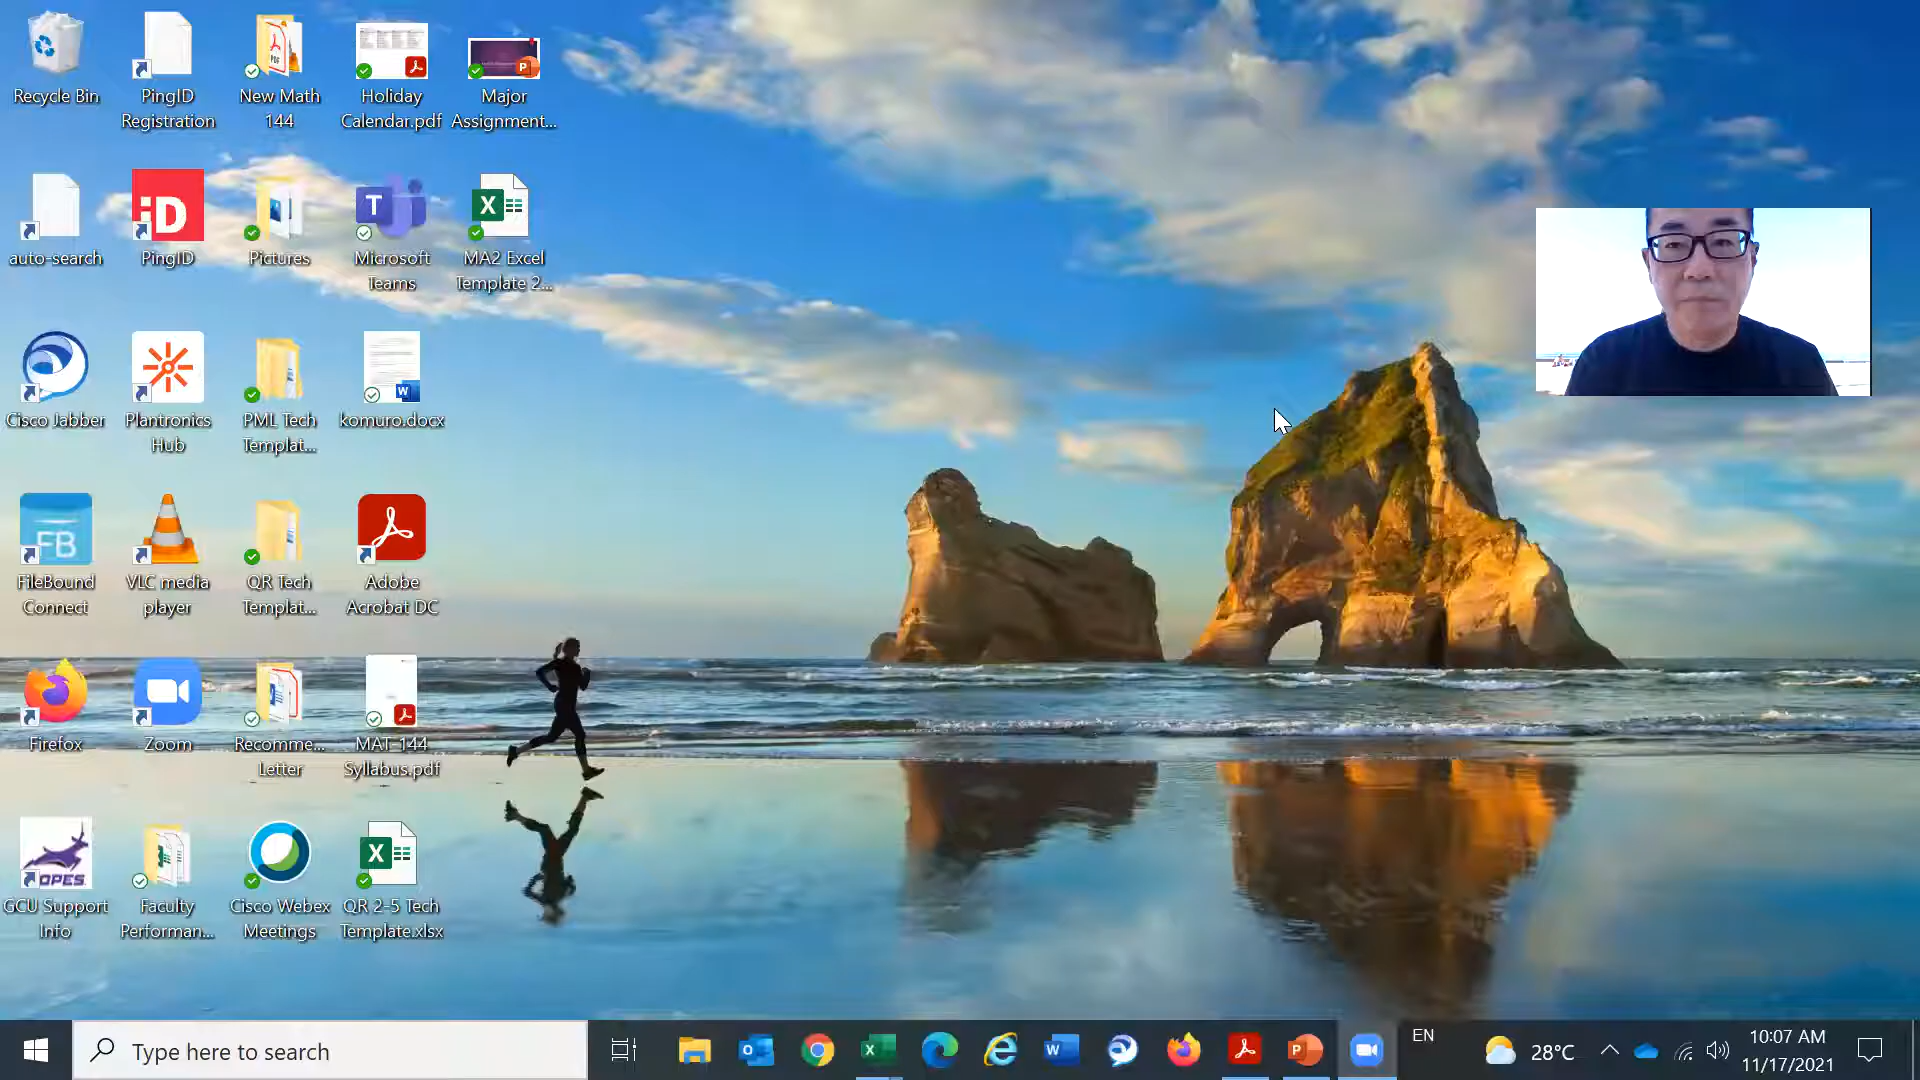 Recycle Bin
PingID
Registration
New Math
144
Holiday
Calendar.pdf
Major
Assignment...
auto-search
iD
PingID
Pictures
T
Microsoft
Teams
X
MA2 Excel
Template 2...
Cisco Jabber
Plantronics
Hub
PML Tech
Templat...
W
komuro.docx
FB
FileBound
Connect
VLC media
player
QR Tech
Templat...
Adobe
Acrobat DC
Firefox
Zoom
Recomme...
Letter
MAT-144
Syllabus.pdf
LOPES
GCU Support
Info
Faculty
Performan...
Cisco Webex
Meetings
X
QR 2-5 Tech
Template.xlsx
Type here to search
EN
28°C
10:07 AM
11/17/2021